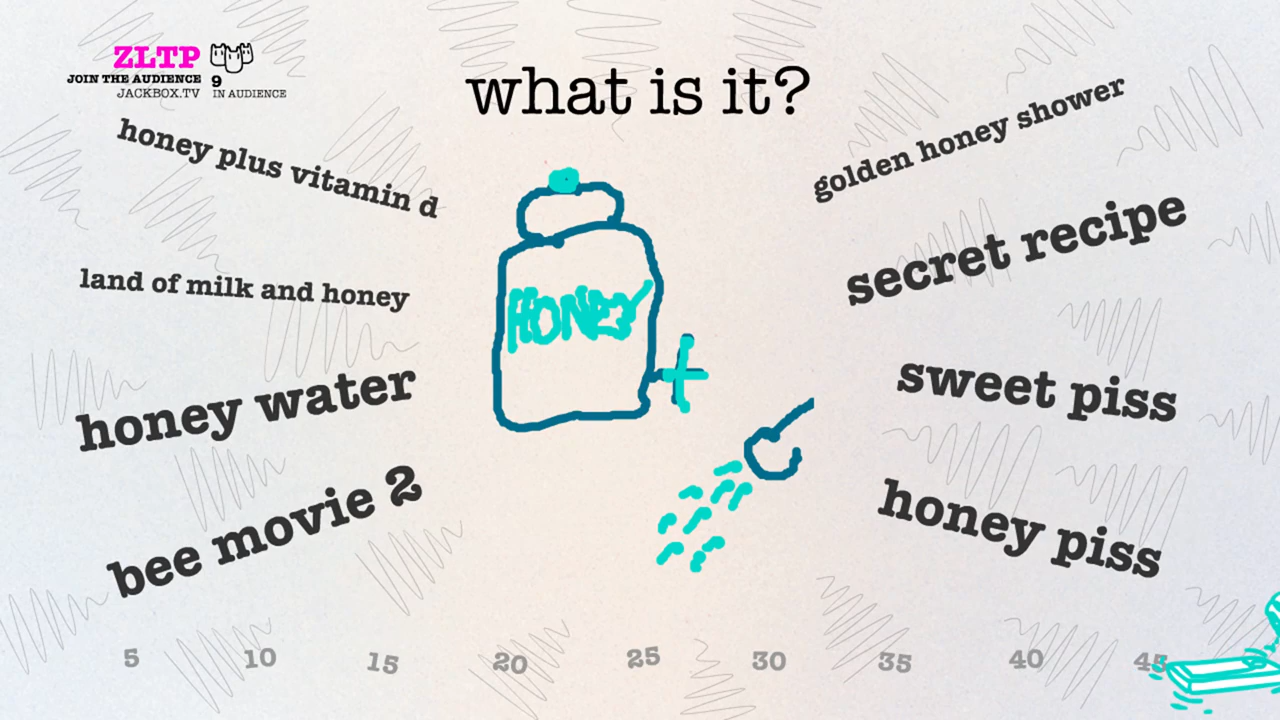 ZLTP
JOIN THE AUDIENCE
JACKBOX.TV
9
IN AUDIENCE
what is it?
honey plus vitamin d
land of milk and honey
honey water
bee movie 2
HONEY
golden honey shower
secret recipe
sweet piss
honey piss
5 10 15 20 25 30 35 40 45